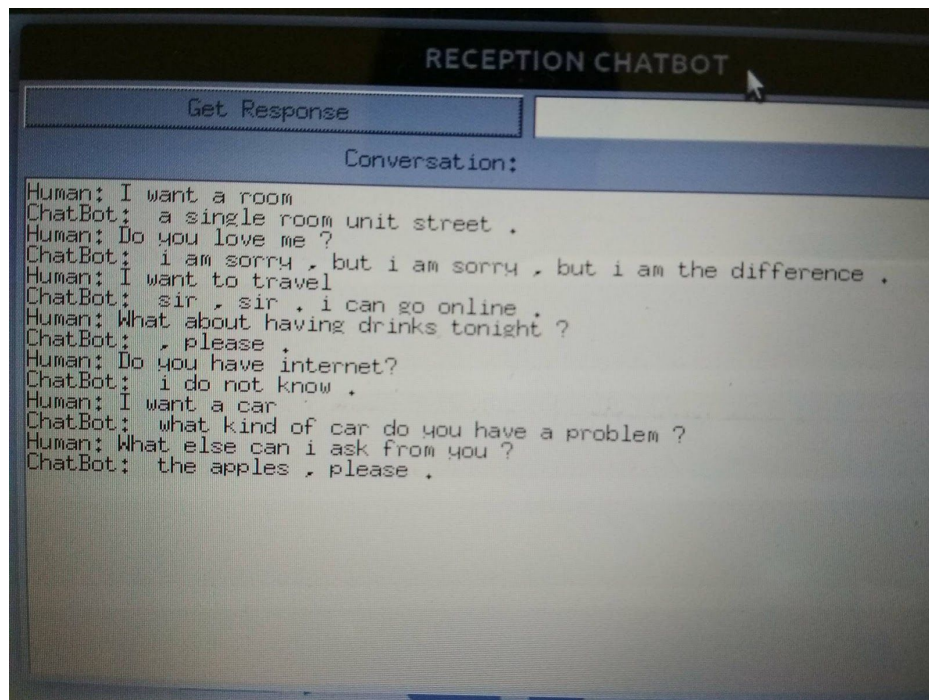 RECEPTION CHATBOT
Get Response
Conversation:
Human: I want a room
ChatBot:  a single room unit street .
Human: Do you love me ?
ChatBot:  i am sorry , but i am sorry , but i am the difference .
Human: I want to travel
ChatBot:  sir , sir . i can go online .
Human: What about having drinks tonight ?
ChatBot:  , please .
Human: Do you have internet?
ChatBot:  i do not know .
Human: I want a car
ChatBot:  what kind of car do you have a problem ?
Human: What else can i ask from you ?
ChatBot:  the apples , please .